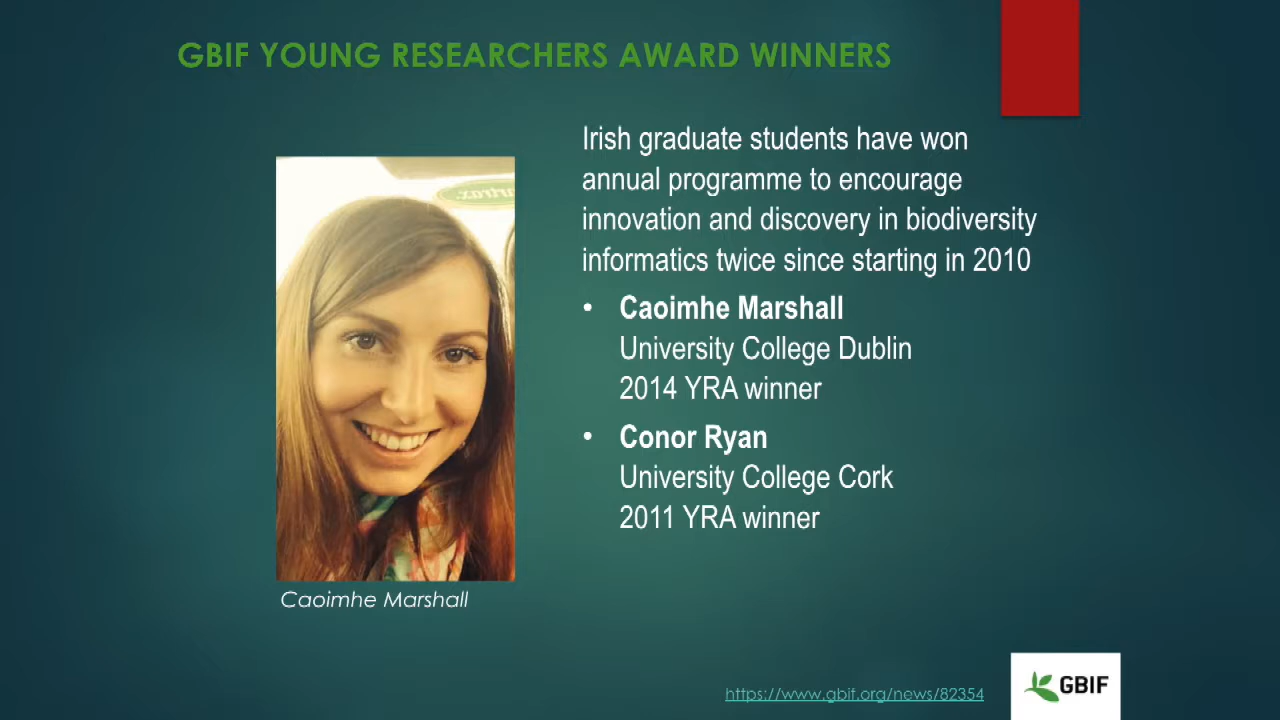 GBIF YOUNG RESEARCHERS AWARD WINNERS
Irish graduate students have won
annual programme to encourage
innovation and discovery in biodiversity
informatics twice since starting in 2010
• Caoimhe Marshall
University College Dublin
2014 YRA winner
• Conor Ryan
University College Cork
2011 YRA winner
Caoimhe Marshall
https://www.gbif.org/news/82354
GBIF